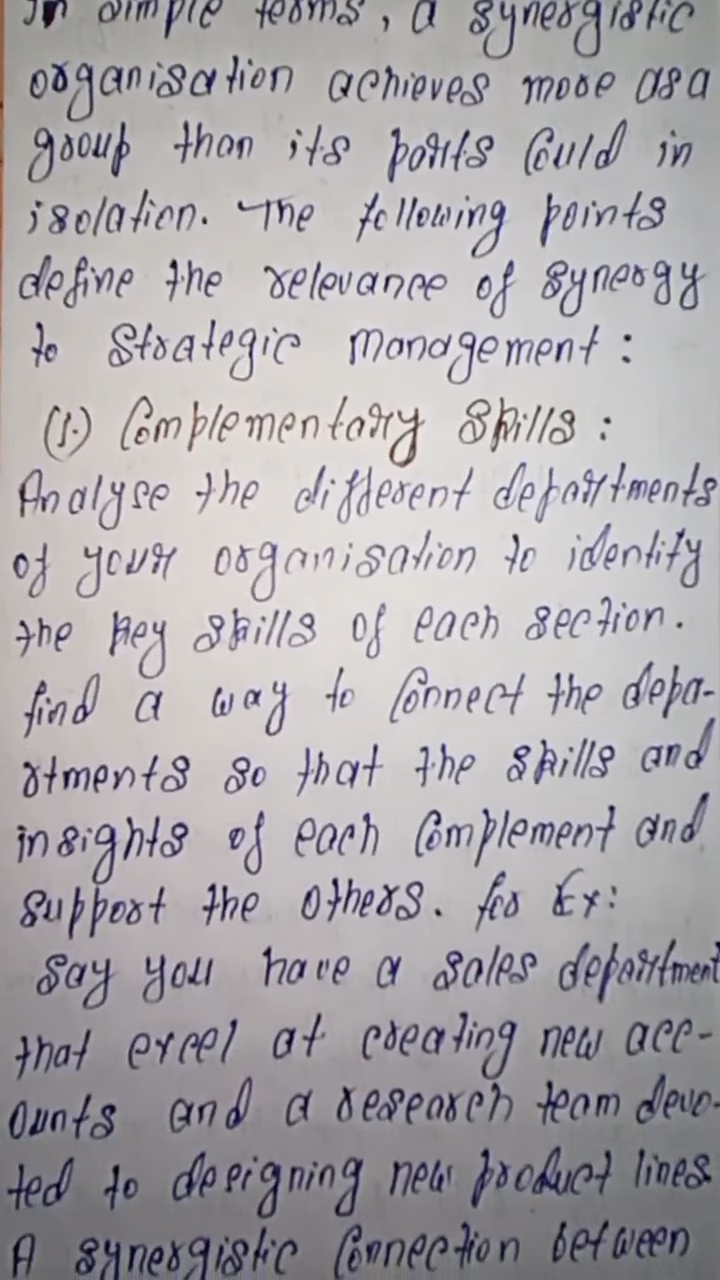 In simple terms, a synergistic
organisation achieves more as a
group than its parts could in
isolation. The following points
define the relevance of synergy
to strategic management :
(1.) Complementary Skills :
Analyse the different departments
of your organisation to identify
the key skills of each section.
find a way to connect the depa-
rtments so that the skills and
insights of each complement and
support the others. for Ex:
Say you have a sales department
that excel at creating new acc-
ounts and a research team devo-
ted to designing new product lines
A synergistic connection between